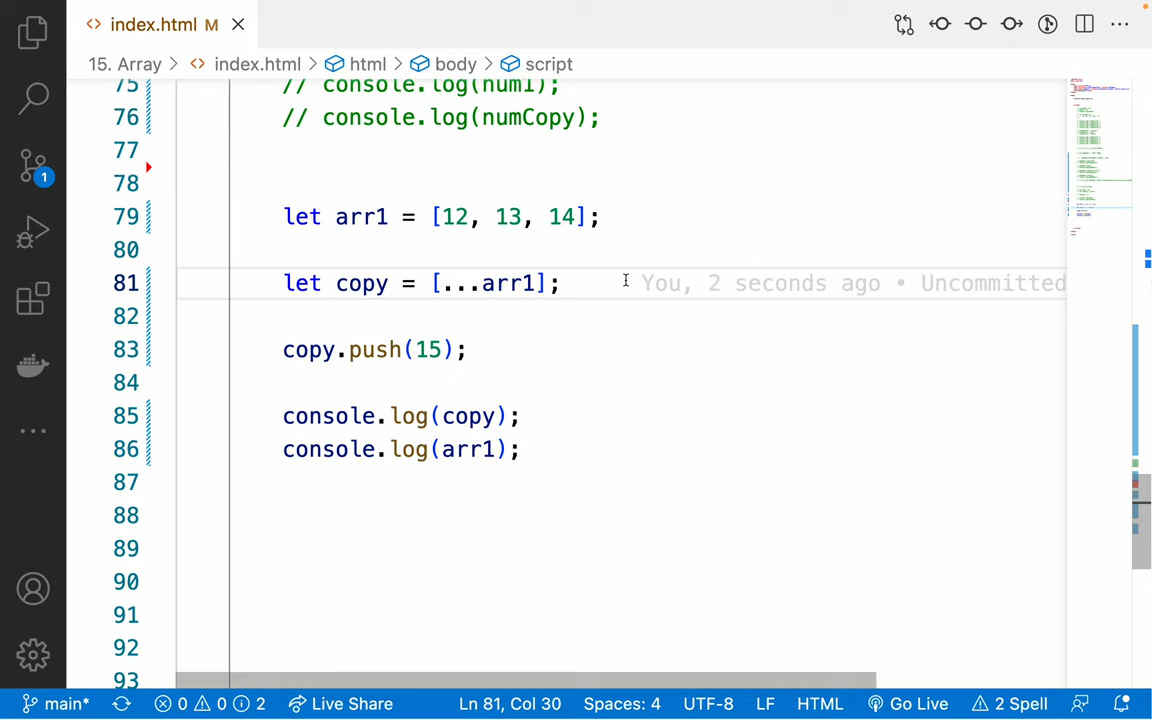 index.html M
15. Array > index.html > html > body > script
75 // console.log(num1);
76 // console.log(numCopy);
77
78
79 let arr1 = [12, 13, 14];
80
81 let copy = [...arr1]; You, 2 seconds ago • Uncommitted
82
83 copy.push(15);
84
85 console.log(copy);
86 console.log(arr1);
87
88
89
90
91
92
93
1
main* 0 0 2 Live Share Ln 81, Col 30 Spaces: 4 UTF-8 LF HTML Go Live 2 Spell